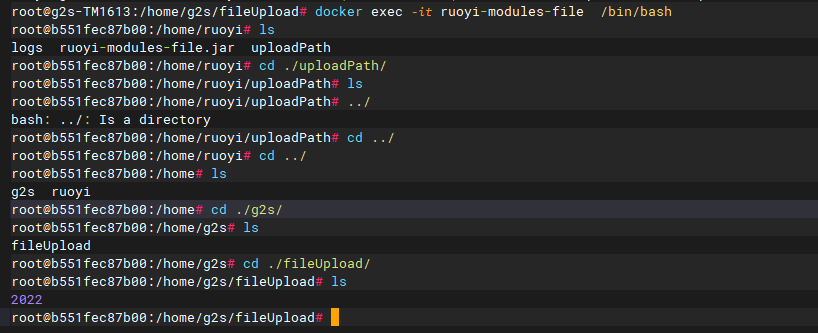 root@g2s-TM1613:/home/g2s/fileUpload# docker exec -it ruoyi-modules-file  /bin/bash
root@b551fec87b00:/home/ruoyi# ls
logs  ruoyi-modules-file.jar  uploadPath
root@b551fec87b00:/home/ruoyi# cd ./uploadPath/
root@b551fec87b00:/home/ruoyi/uploadPath# ls
root@b551fec87b00:/home/ruoyi/uploadPath# ../
bash: ../: Is a directory
root@b551fec87b00:/home/ruoyi/uploadPath# cd ../
root@b551fec87b00:/home/ruoyi# cd ../
root@b551fec87b00:/home# ls
g2s  ruoyi
root@b551fec87b00:/home# cd ./g2s/
root@b551fec87b00:/home/g2s# ls
fileUpload
root@b551fec87b00:/home/g2s# cd ./fileUpload/
root@b551fec87b00:/home/g2s/fileUpload# ls
2022
root@b551fec87b00:/home/g2s/fileUpload#